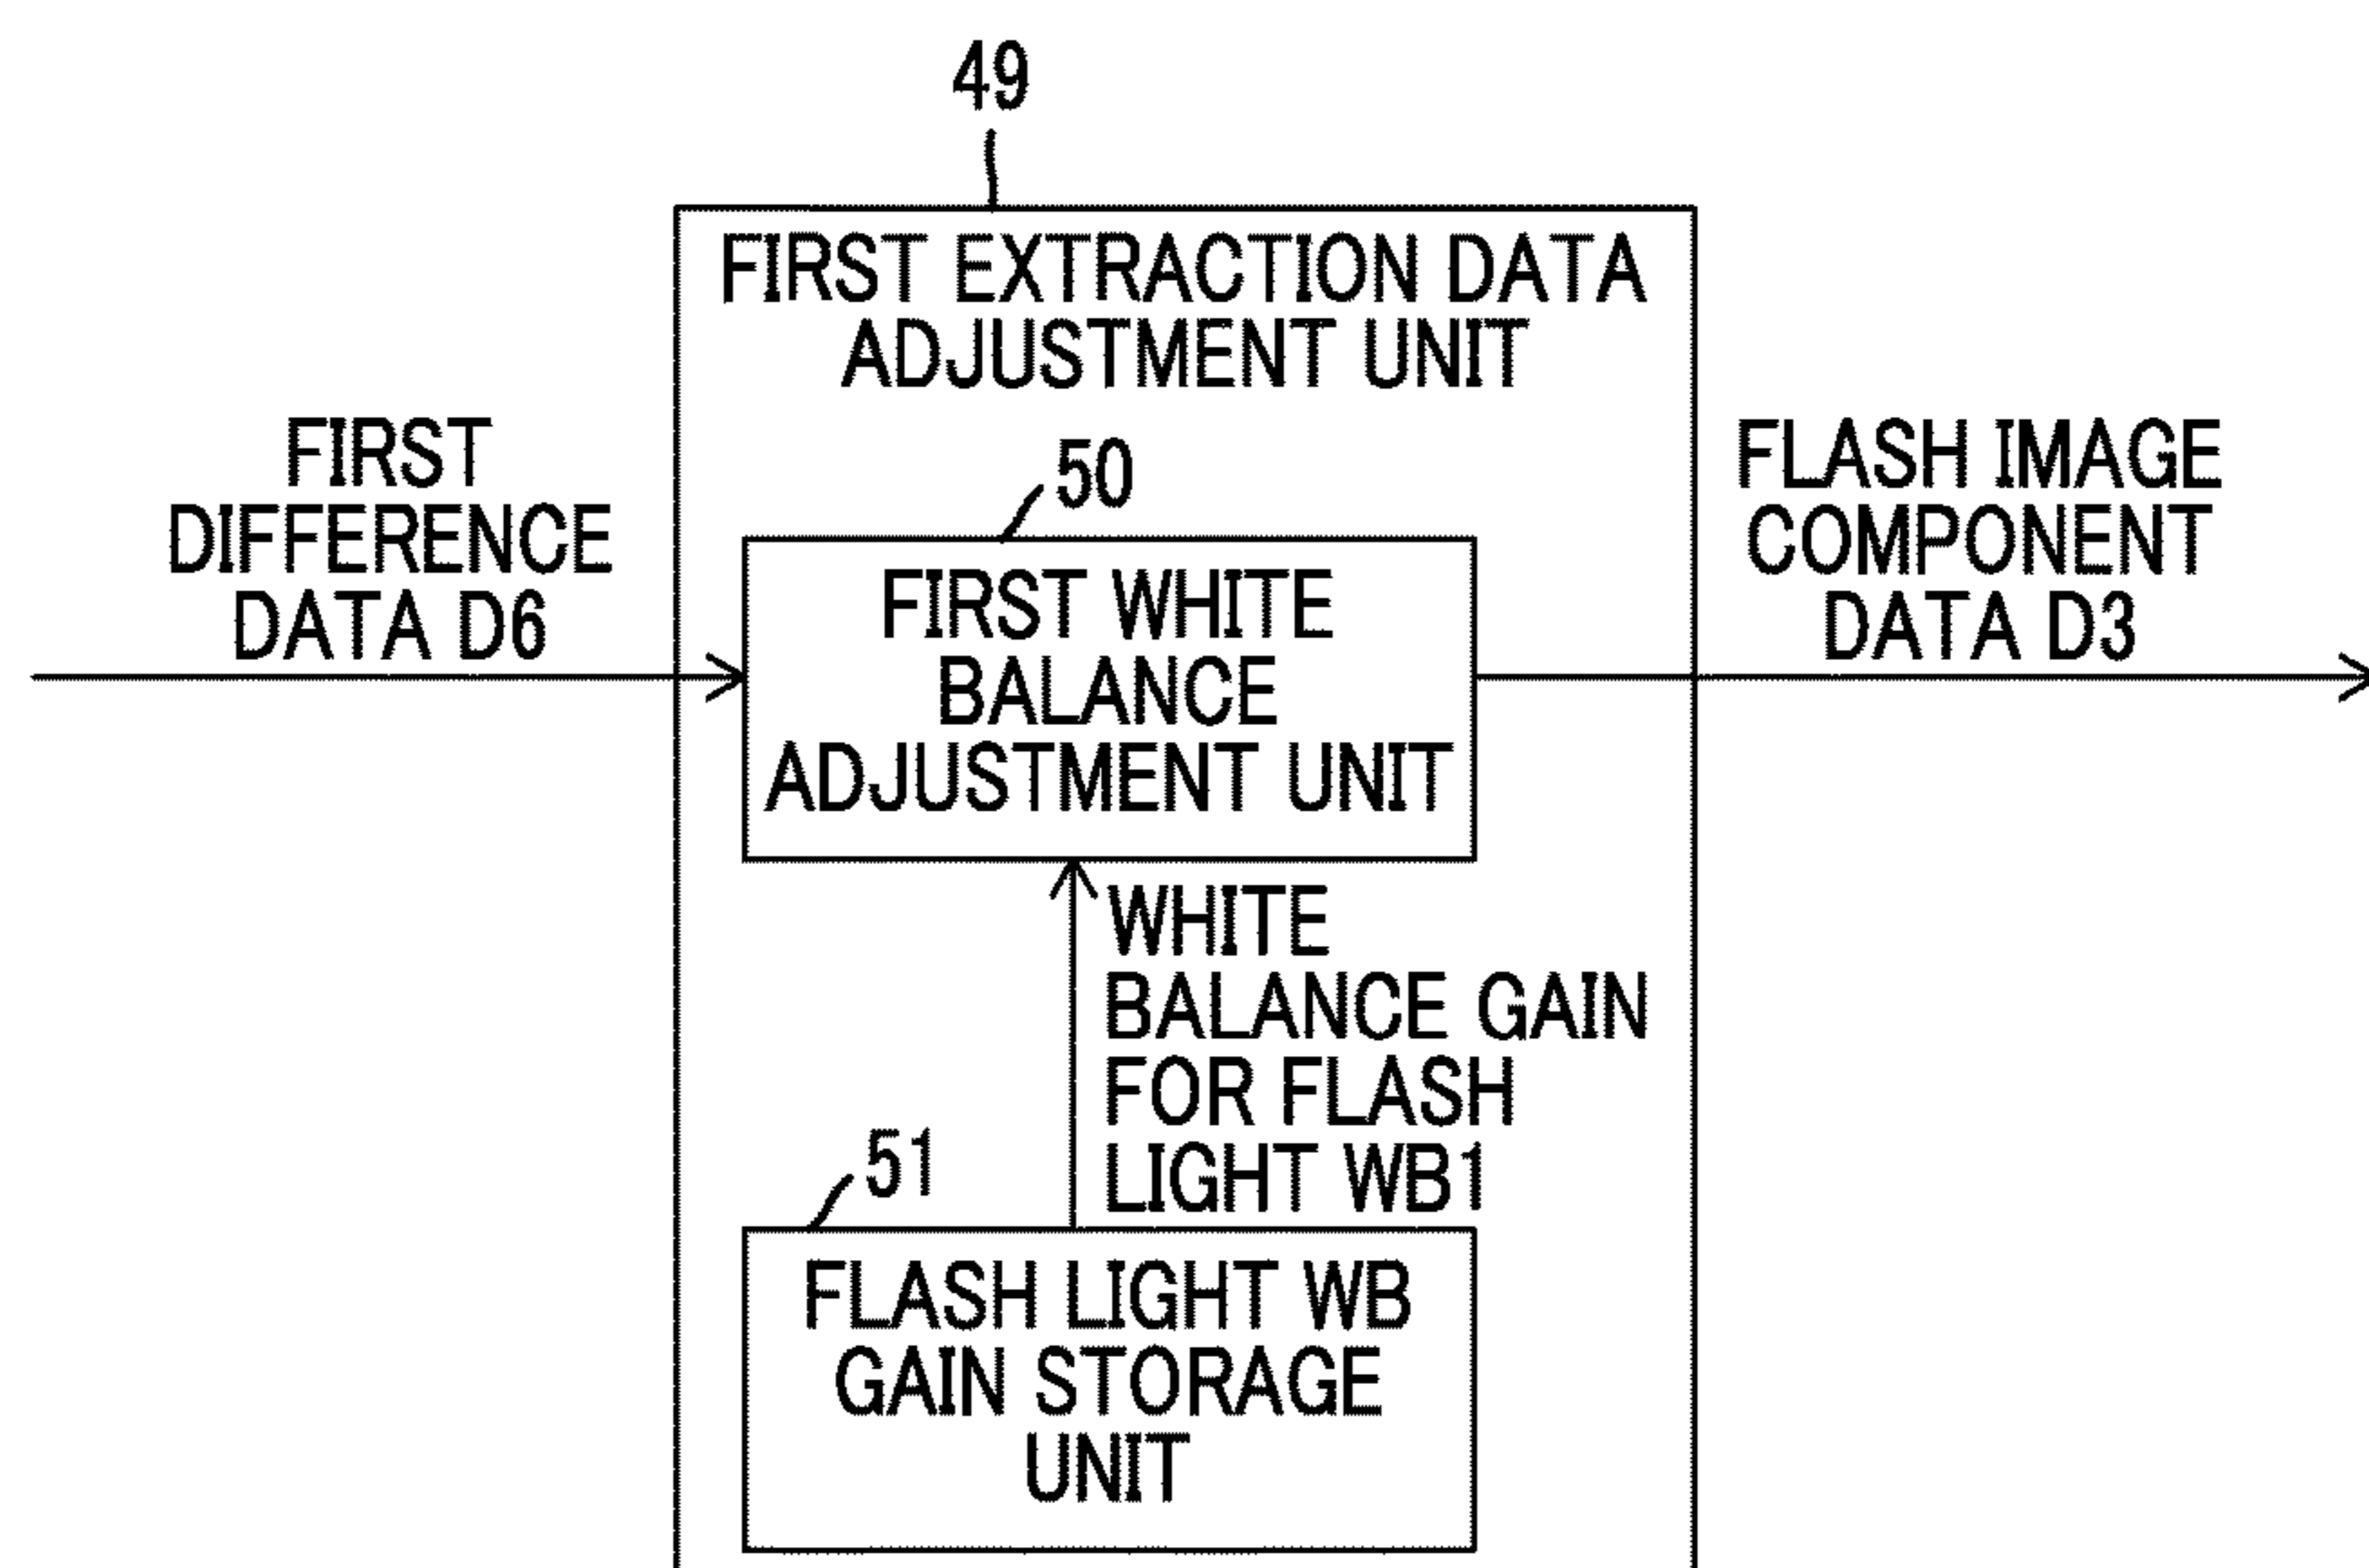 49
FIRST EXTRACTION DATA
ADJUSTMENT UNIT
FIRST
DIFFERENCE
DATA D6
50
FIRST WHITE
BALANCE
ADJUSTMENT UNIT
FLASH IMAGE
COMPONENT
DATA D3
WHITE
BALANCE GAIN
FOR FLASH
LIGHT WB1
51
FLASH LIGHT WB
GAIN STORAGE
UNIT